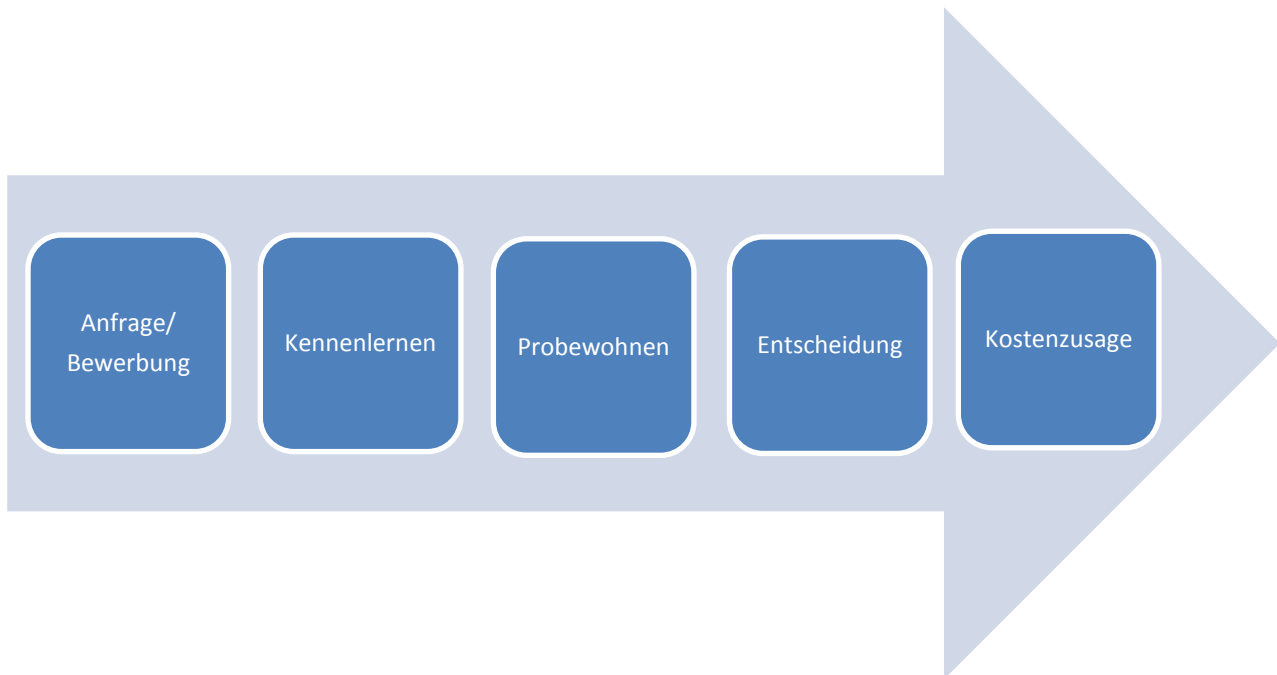 Anfrage/
Bewerbung
Kennenlernen
Probewohnen
Entscheidung
Kostenzusage